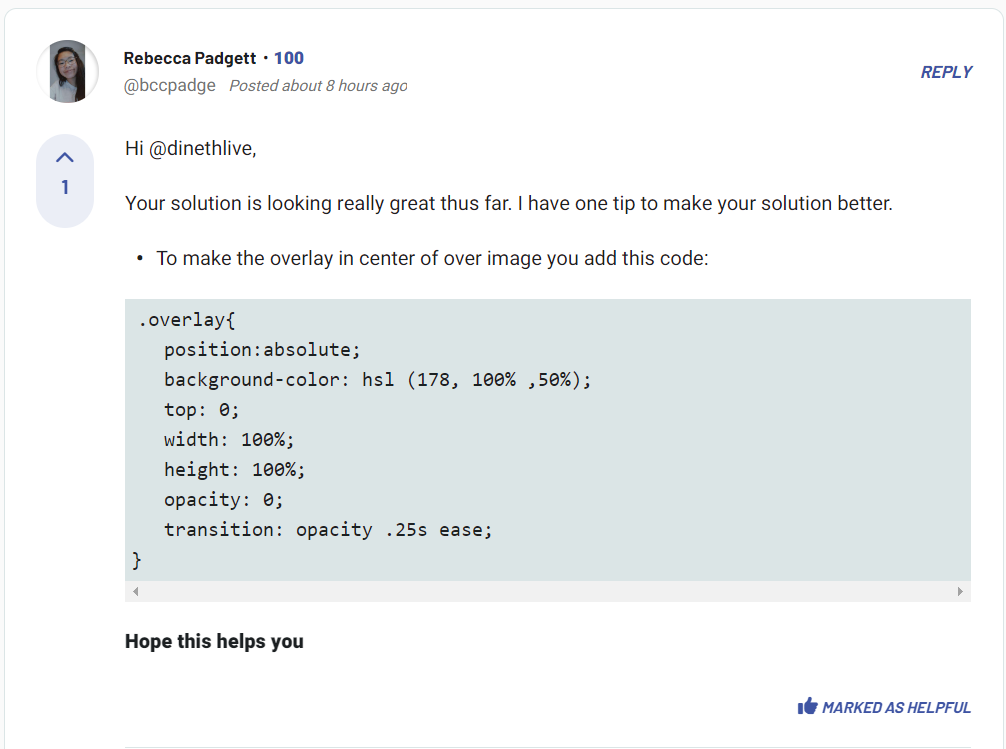 Rebecca Padgett • 100
@bccpadge Posted about 8 hours ago
REPLY
1
Hi @dinethlive,
Your solution is looking really great thus far. I have one tip to make your solution better.
• To make the overlay in center of over image you add this code:
.overlay{
position:absolute;
background-color: hsl (178, 100% ,50%);
top: 0;
width: 100%;
height: 100%;
opacity: 0;
transition: opacity .25s ease;
}
Hope this helps you
MARKED AS HELPFUL